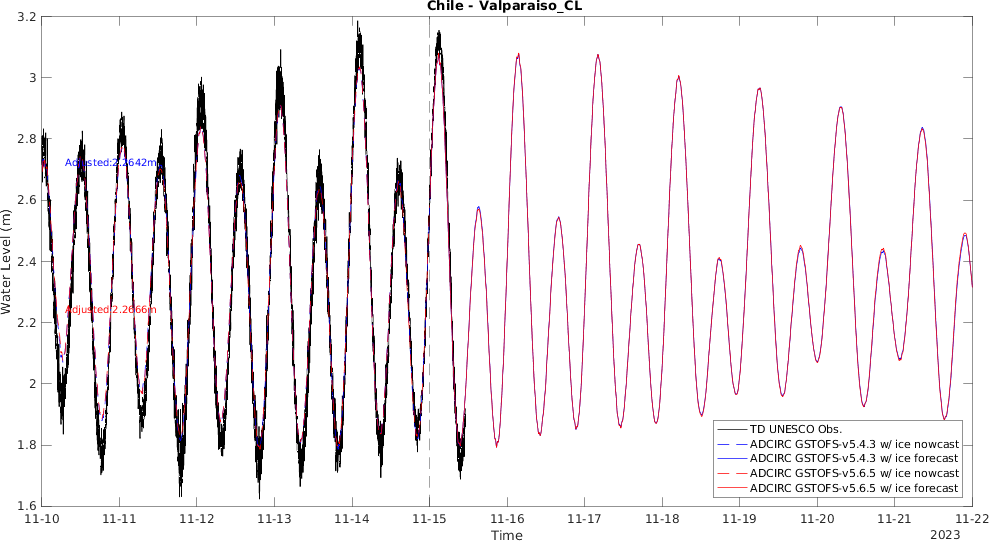 Chile - Valparaiso_CL
3.2
3
2.8
2.6
2.4
2.2
2
1.8
1.6
Water Level (m)
Adjusted:2.2642m
Adjusted:2.2666m
TD UNESCO Obs.
ADCIRC GSTOFS-v5.4.3 w/ ice nowcast
ADCIRC GSTOFS-v5.4.3 w/ ice forecast
ADCIRC GSTOFS-v5.6.5 w/ ice nowcast
ADCIRC GSTOFS-v5.6.5 w/ ice forecast
11-10 11-11 11-12 11-13 11-14 11-15 11-16 11-17 11-18 11-19 11-20 11-21 11-22
Time
2023